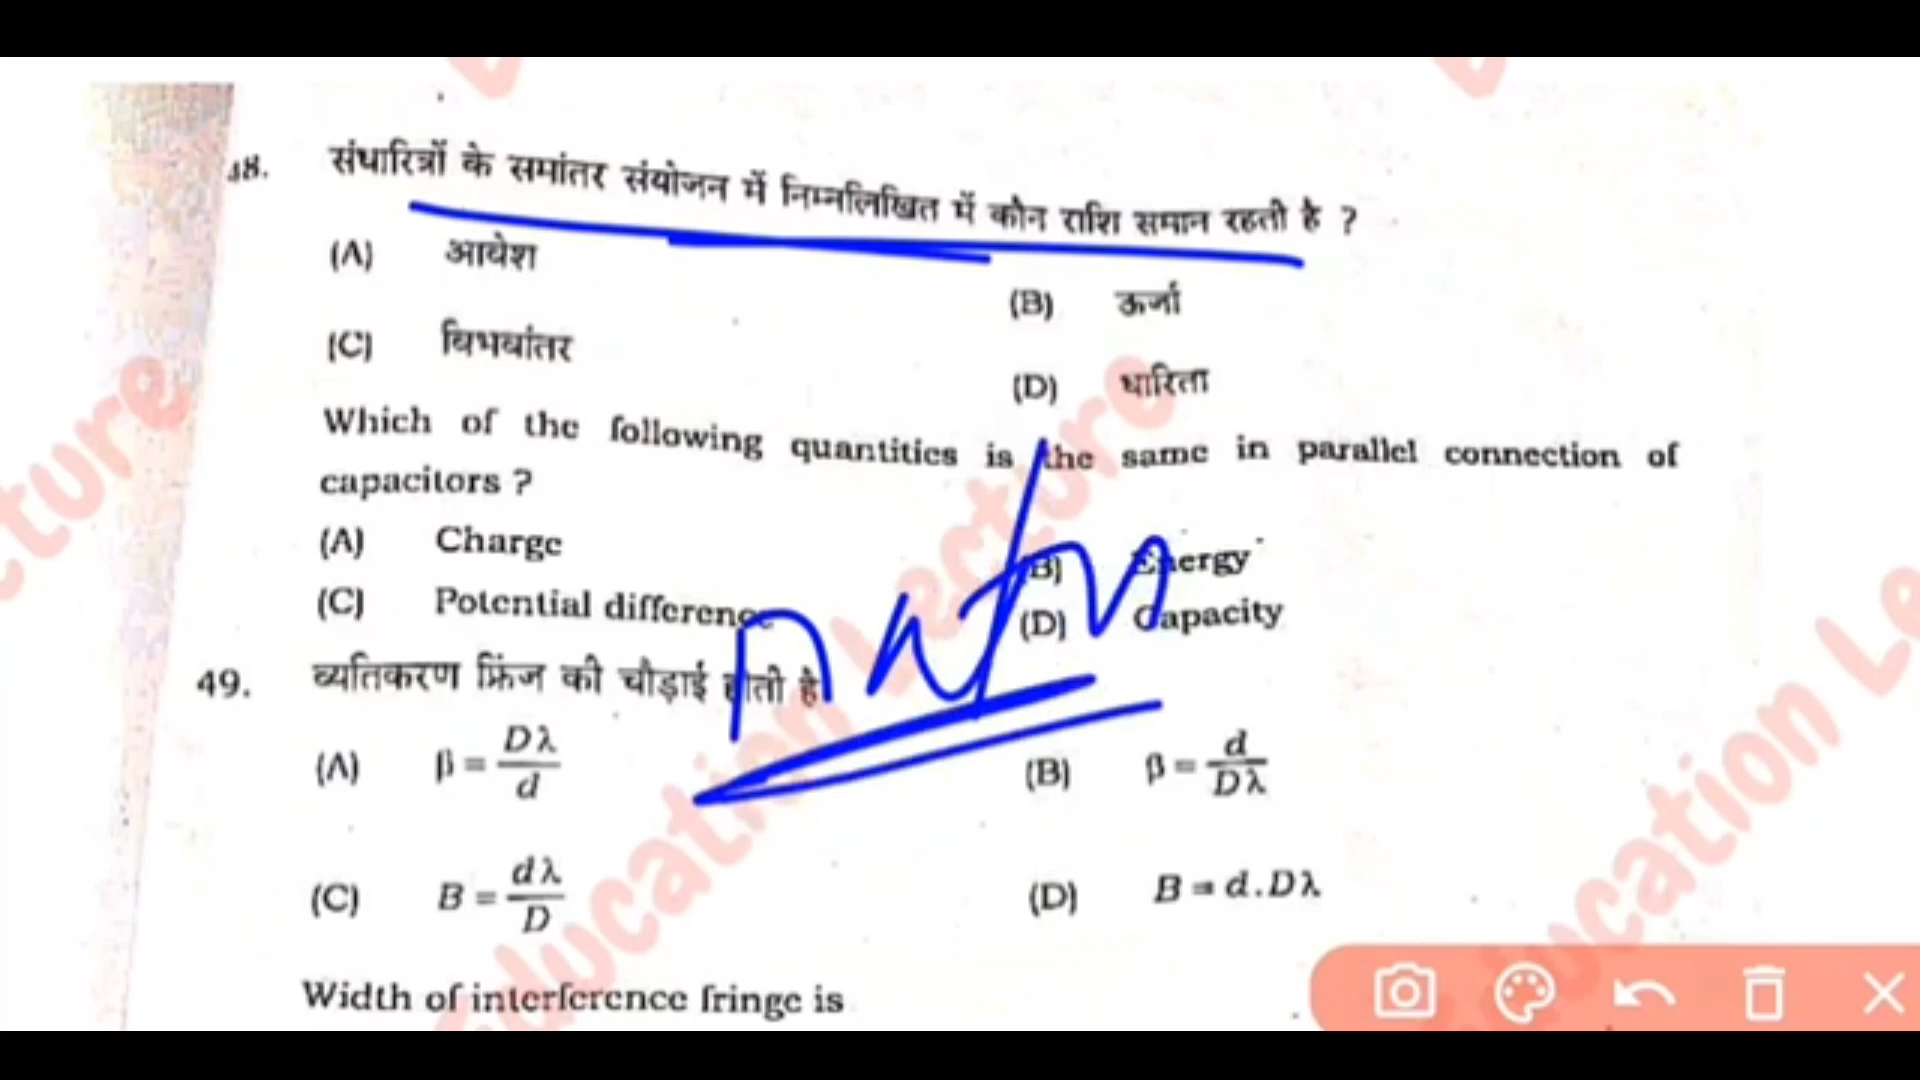 48. संधारित्रों के समांतर संयोजन में निम्नलिखित में कौन राशि समान रहती है ?
(A) आवेश
(B) ऊर्जा
(C) विभवांतर
(D) धारिता
Which of the following quantities is the same in parallel connection of
capacitors ?
(A) Charge
(B) Energy
(C) Potential difference
(D) Capacity
49. व्यतिकरण फ्रिंज की चौड़ाई होती है
(A) β = Dλ/d
(B) β = d/Dλ
(C) B = dλ/D
(D) B = d.Dλ
Width of interference fringe is
Education Lecture